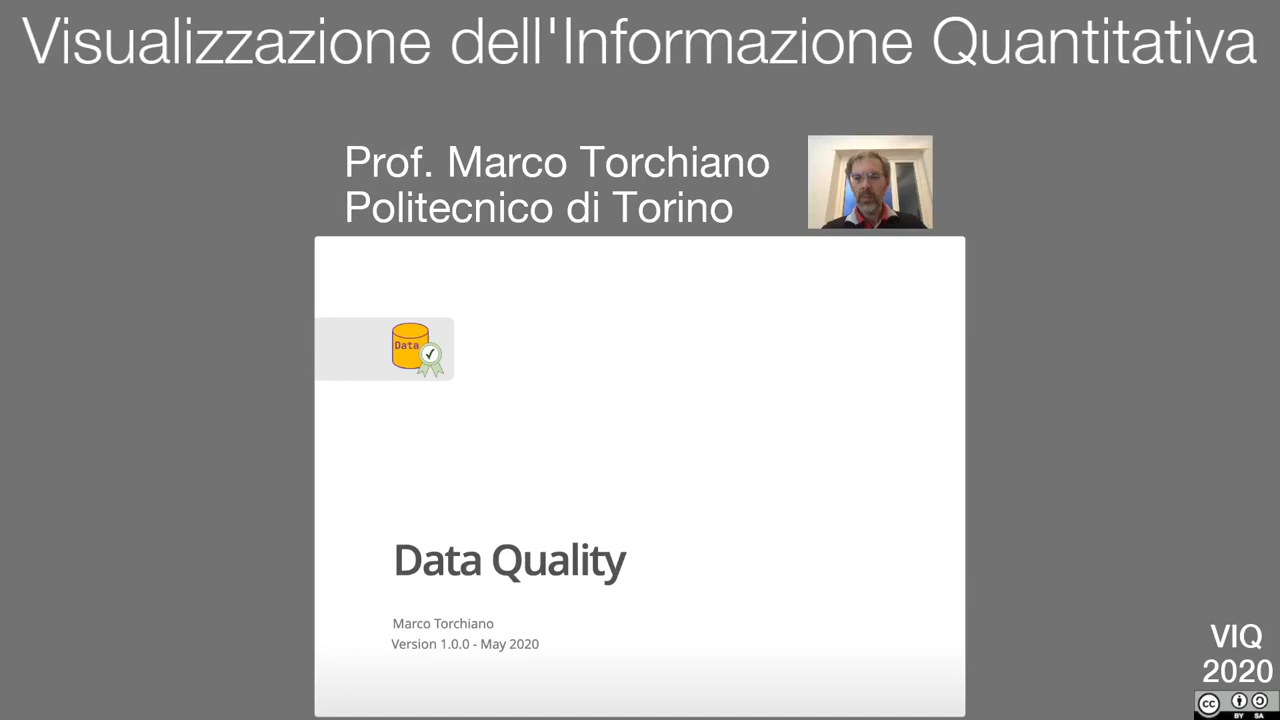 Visualizzazione dell'Informazione Quantitativa
Prof. Marco Torchiano
Politecnico di Torino
Data
Data Quality
Marco Torchiano
Version 1.0.0 - May 2020
VIQ
2020
cc
BY SA